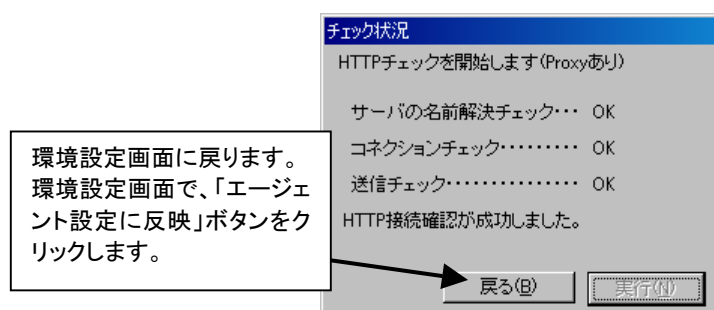 チェック状況
HTTPチェックを開始します(Proxyあり)
サーバの名前解決チェック・・・ OK
コネクションチェック・・・・・・・・・ OK
送信チェック・・・・・・・・・・・・・・・ OK
HTTP接続確認が成功しました。
環境設定画面に戻ります。
環境設定画面で、「エージェ
ント設定に反映」ボタンをク
リックします。
戻る(B) 実行(N)